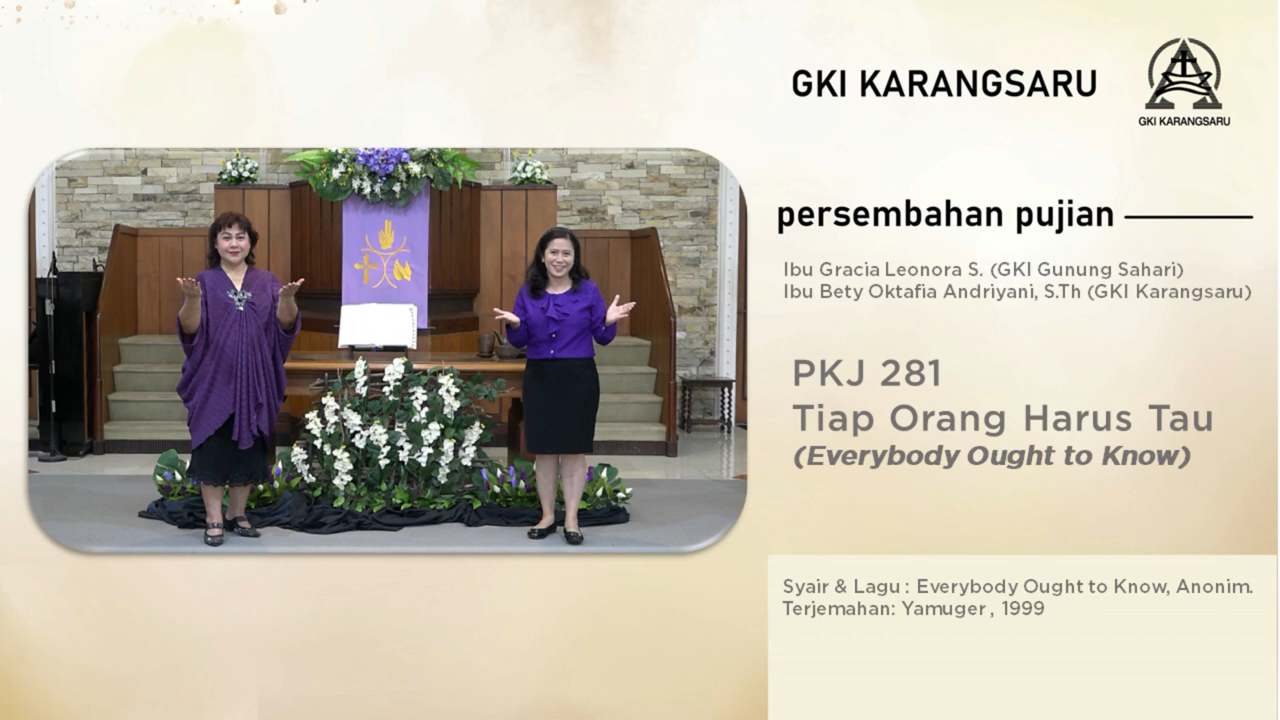 GKI KARANGSARU
GKI KARANGSARU
persembahan pujian
Ibu Gracia Leonora S. (GKI Gunung Sahari)
Ibu Bety Oktafia Andriyani, S.Th (GKI Karangsaru)
PKJ 281
Tiap Orang Harus Tau
(Everybody Ought to Know)
Syair & Lagu : Everybody Ought to Know, Anonim.
Terjemahan: Yamuger , 1999